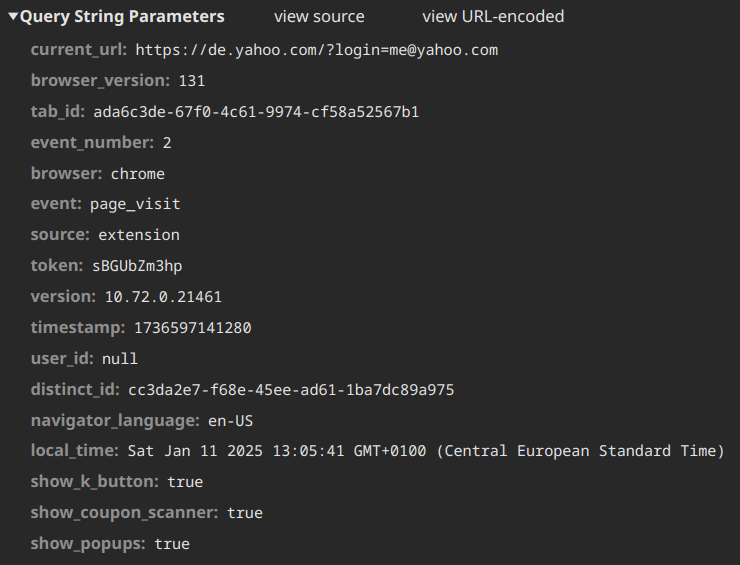 ▼Query String Parameters view source view URL-encoded
current_url: https://de.yahoo.com/?login=me@yahoo.com
browser_version: 131
tab_id: ada6c3de-67f0-4c61-9974-cf58a52567b1
event_number: 2
browser: chrome
event: page_visit
source: extension
token: sBGUbZm3hp
version: 10.72.0.21461
timestamp: 1736597141280
user_id: null
distinct_id: cc3da2e7-f68e-45ee-ad61-1ba7dc89a975
navigator_language: en-US
local_time: Sat Jan 11 2025 13:05:41 GMT+0100 (Central European Standard Time)
show_k_button: true
show_coupon_scanner: true
show_popups: true